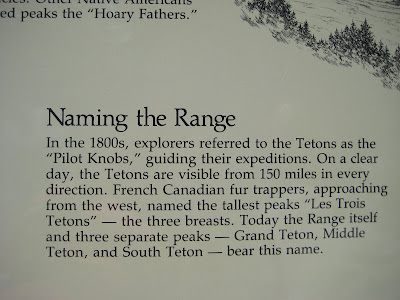 Other Native Americans
ed peaks the “Hoary Fathers.”
Naming the Range
In the 1800s, explorers referred to the Tetons as the
“Pilot Knobs,” guiding their expeditions. On a clear
day, the Tetons are visible from 150 miles in every
direction. French Canadian fur trappers, approaching
from the west, named the tallest peaks “Les Trois
Tetons” — the three breasts. Today the Range itself
and three separate peaks — Grand Teton, Middle
Teton, and South Teton — bear this name.